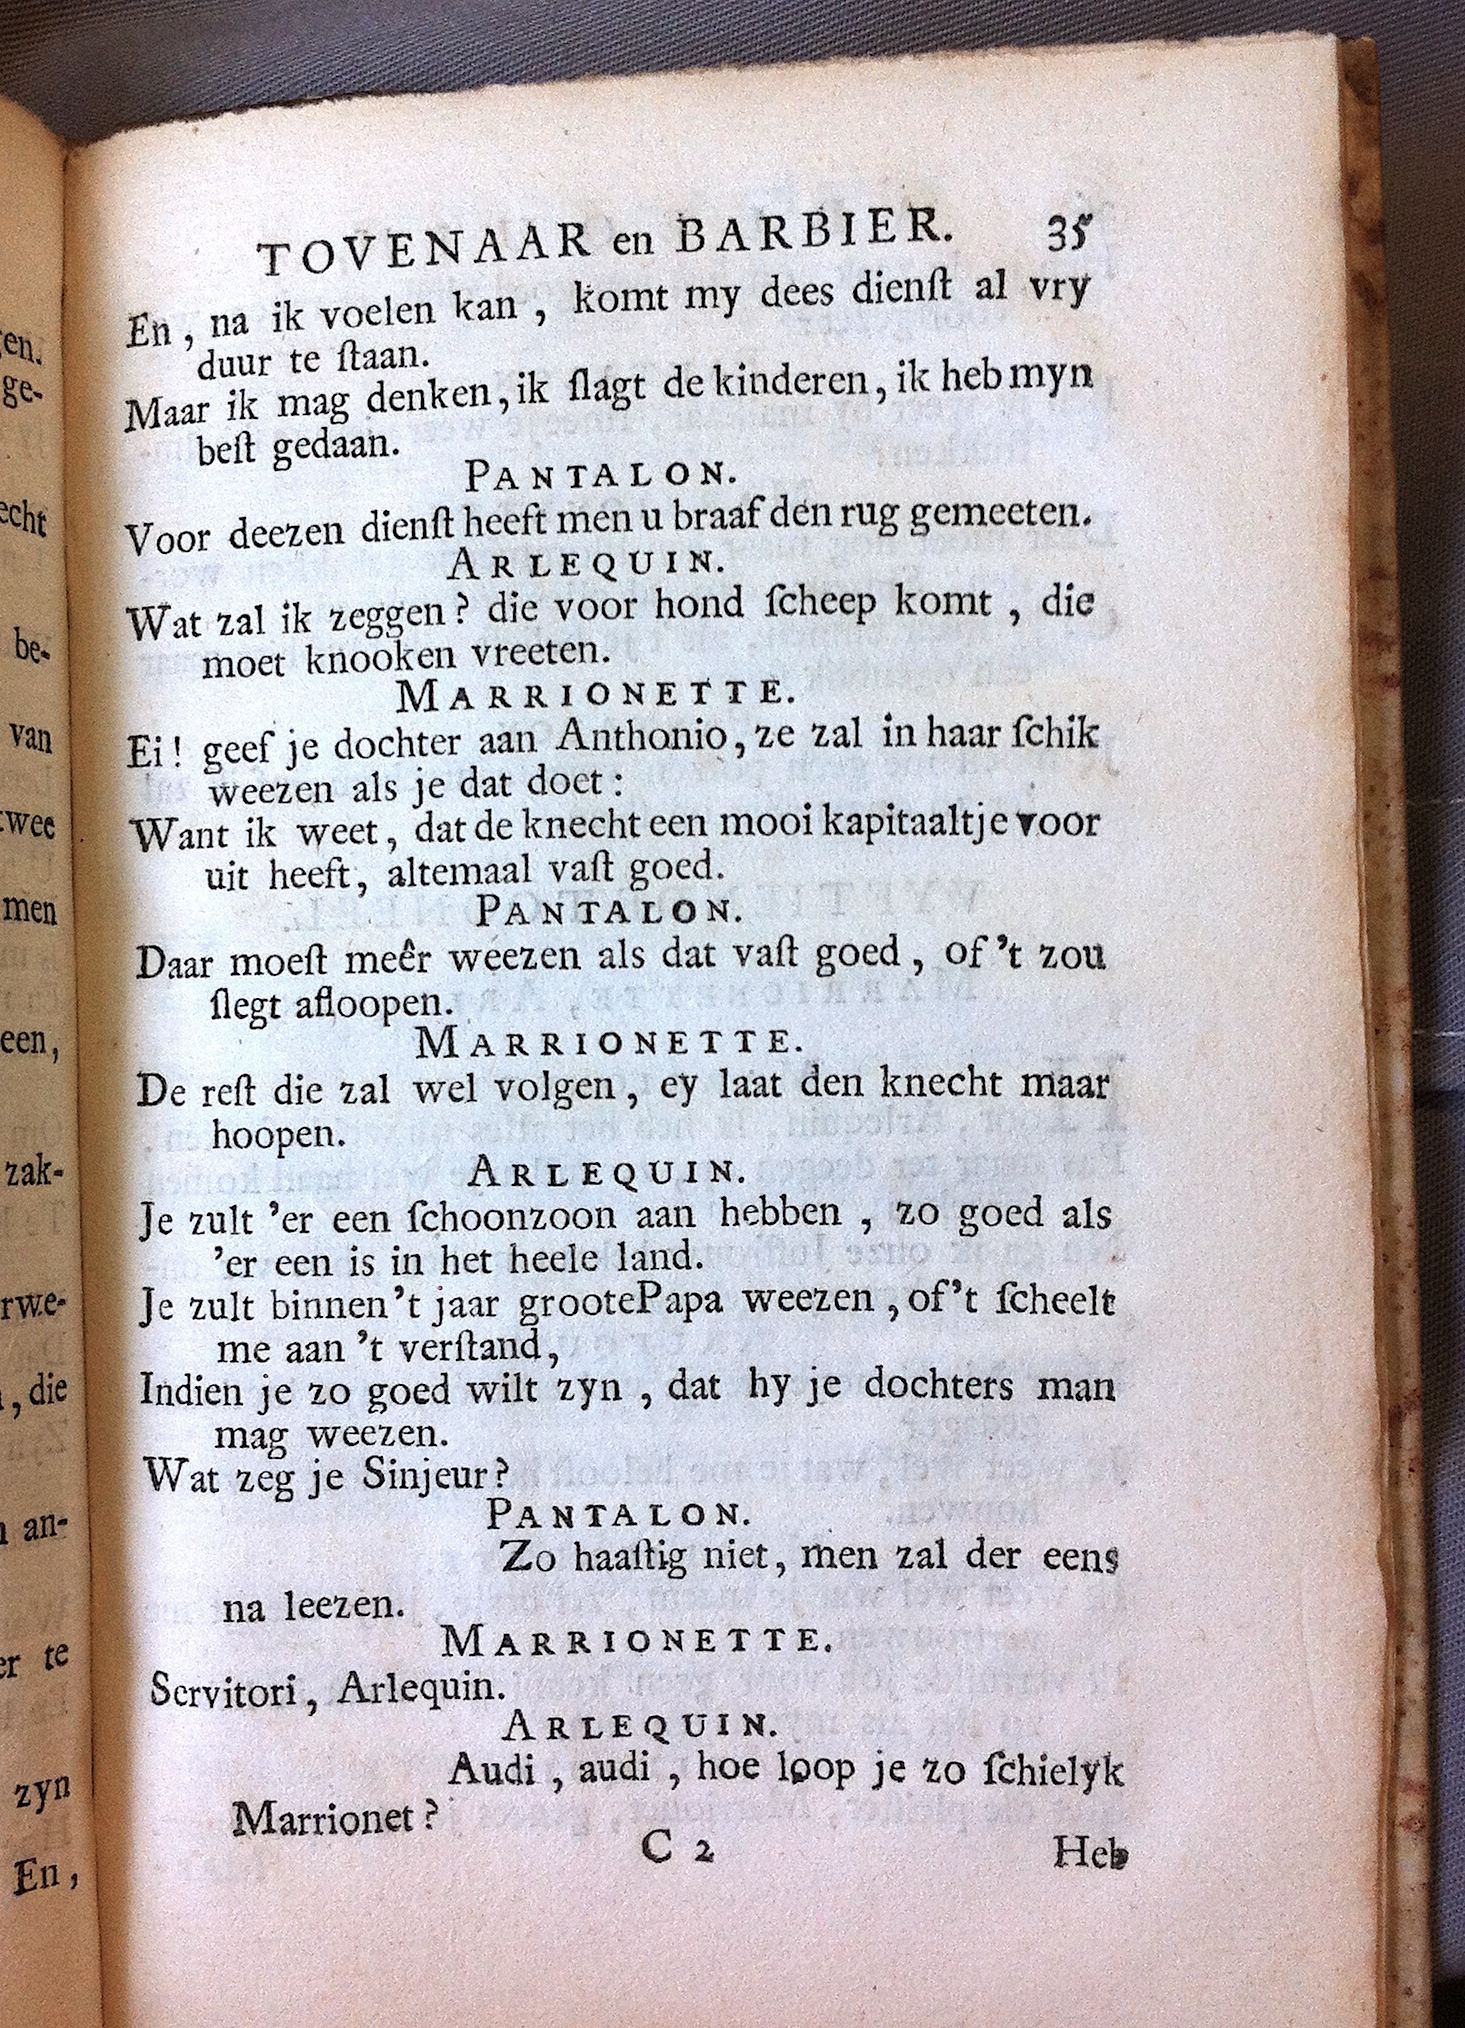 TOVENAAR en BARBIER. 35
En, na ik voelen kan, komt my dees dienſt al vry
duur te ſtaan.
Maar ik mag denken, ik ſlagt de kinderen, ik heb myn
beſt gedaan.
PANTALON.
Voor deezen dienſt heeft men u braaf den rug gemeeten.
ARLEQUIN.
Wat zal ik zeggen? die voor hond ſcheep komt, die
moet knooken vreeten.
MARRIONETTE.
Ei! geef je dochter aan Anthonio, ze zal in haar ſchik
weezen als je dat doet:
Want ik weet, dat de knecht een mooi kapitaaltje voor
uit heeft, altemaal vaſt goed.
PANTALON.
Daar moeſt meêr weezen als dat vaſt goed, of 't zou
ſlegt afloopen.
MARRIONETTE.
De reſt die zal wel volgen, ey laat den knecht maar
hoopen.
ARLEQUIN.
Je zult 'er een ſchoonzoon aan hebben, zo goed als
'er een is in het heele land.
Je zult binnen 't jaar groote Papa weezen, of 't ſcheelt
me aan 't verſtand,
Indien je zo goed wilt zyn, dat hy je dochters man
mag weezen.
Wat zeg je Sinjeur?
PANTALON.
Zo haaſtig niet, men zal der eens
na leezen.
MARRIONETTE.
Servitori, Arlequin.
ARLEQUIN.
Audi, audi, hoe loop je zo ſchielyk
Marrionet?
C 2 Heb